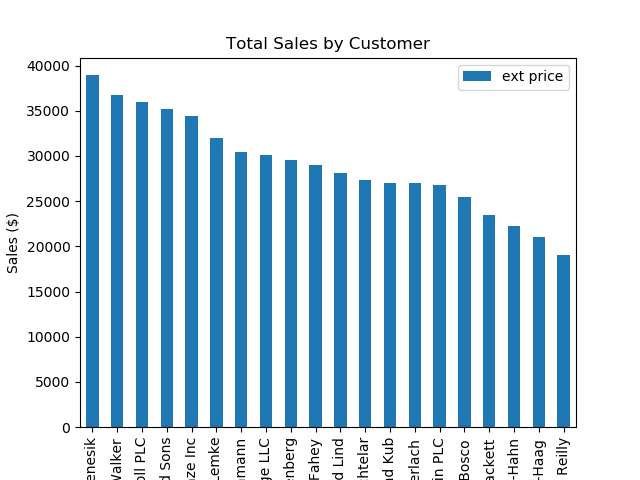 Total Sales by Customer
ext price
Sales ($)
40000
35000
30000
25000
20000
15000
10000
5000
0
enesik
Walker
oll PLC
d Sons
ze Inc
Lemke
mann
ge LLC
enberg
Fahey
d Lind
chtelar
nd Kub
erlach
in PLC
Bosco
ackett
-Hahn
-Haag
Reilly